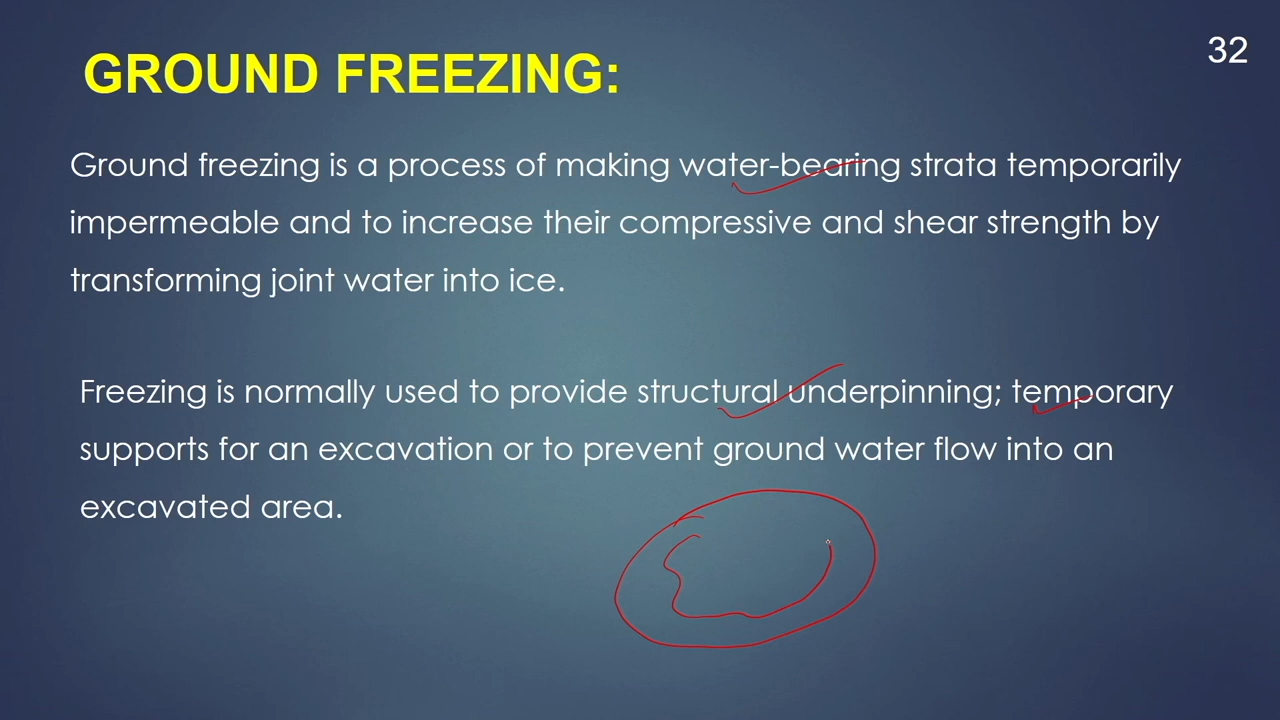 32
GROUND FREEZING:
Ground freezing is a process of making water-bearing strata temporarily
impermeable and to increase their compressive and shear strength by
transforming joint water into ice.
Freezing is normally used to provide structural underpinning; temporary
supports for an excavation or to prevent ground water flow into an
excavated area.